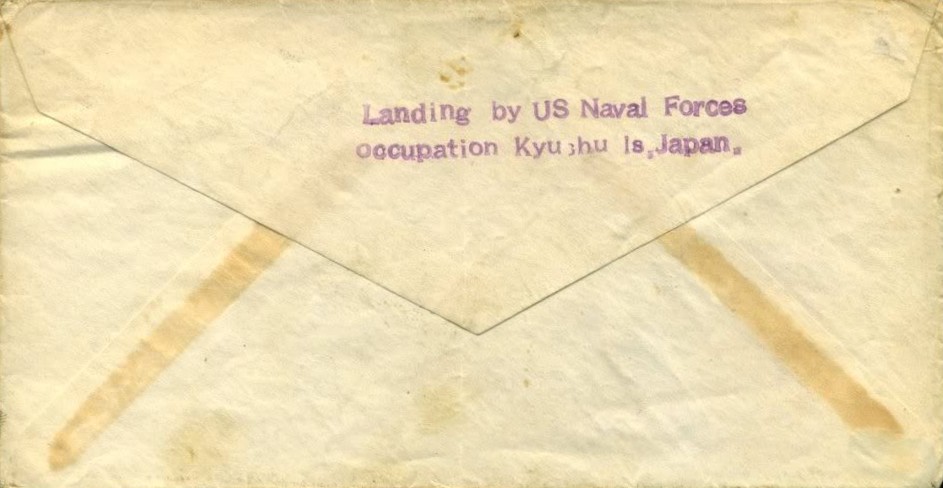 Landing by US Naval Forces
occupation Kyushu Is,Japan.